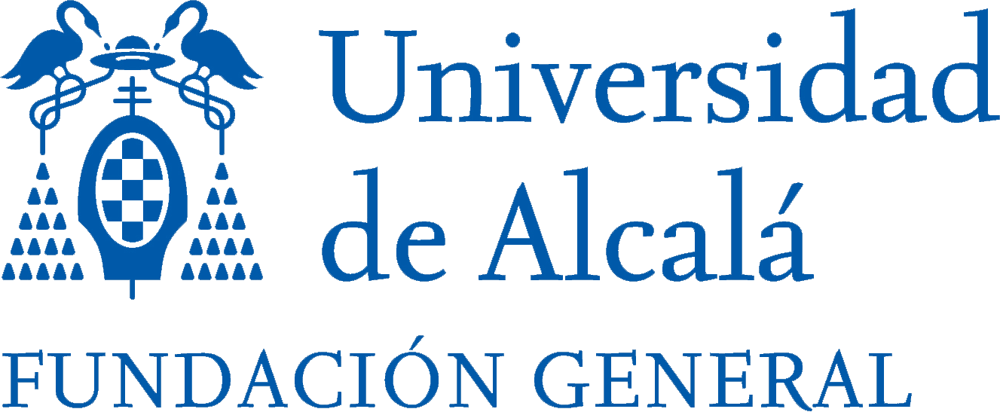 Universidad
de Alcalá
FUNDACIÓN GENERAL